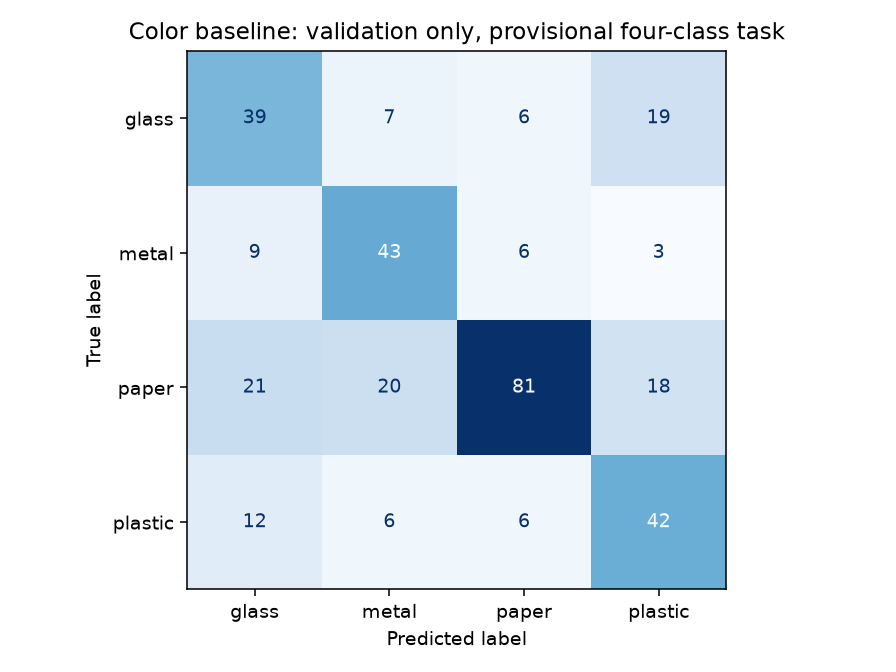 Color baseline: validation only, provisional four-class task
True label
glass 39 7 6 19
metal 9 43 6 3
paper 21 20 81 18
plastic 12 6 6 42
glass metal paper plastic
Predicted label